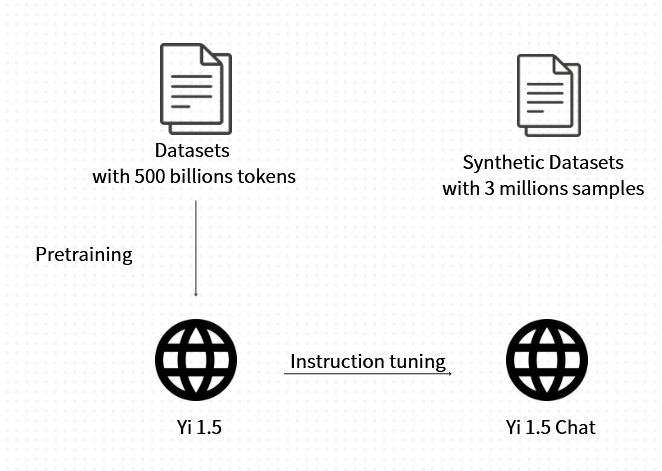 Datasets
with 500 billions tokens
Synthetic Datasets
with 3 millions samples
Pretraining
Instruction tuning
Yi 1.5
Yi 1.5 Chat